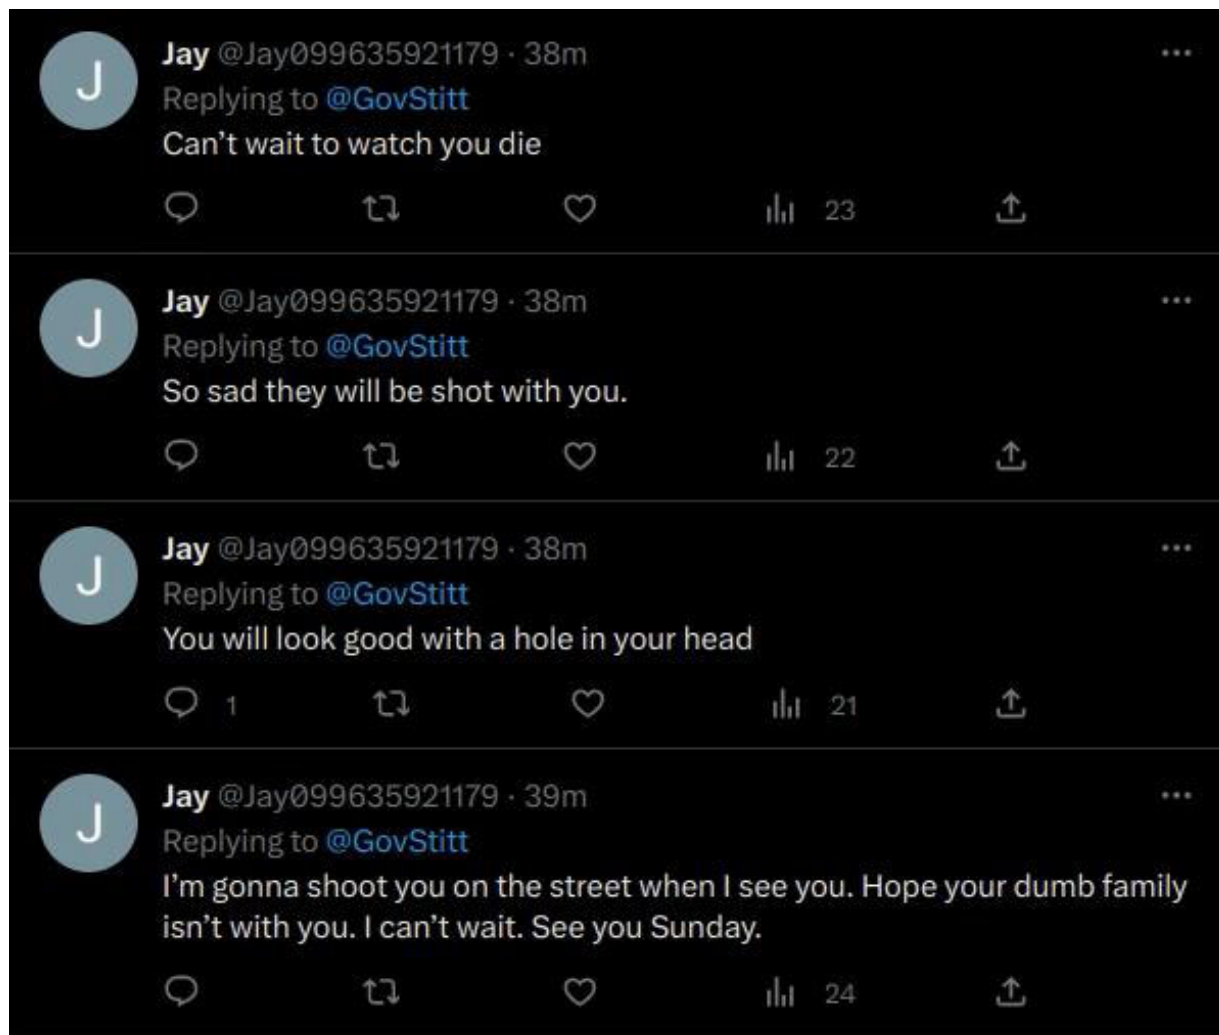 J
Jay @Jay099635921179 · 38m
Replying to @GovStitt
Can't wait to watch you die
23
J
Jay @Jay099635921179 · 38m
Replying to @GovStitt
So sad they will be shot with you.
22
J
Jay @Jay099635921179 · 38m
Replying to @GovStitt
You will look good with a hole in your head
1 21
J
Jay @Jay099635921179 · 39m
Replying to @GovStitt
I'm gonna shoot you on the street when I see you. Hope your dumb family
isn't with you. I can't wait. See you Sunday.
24